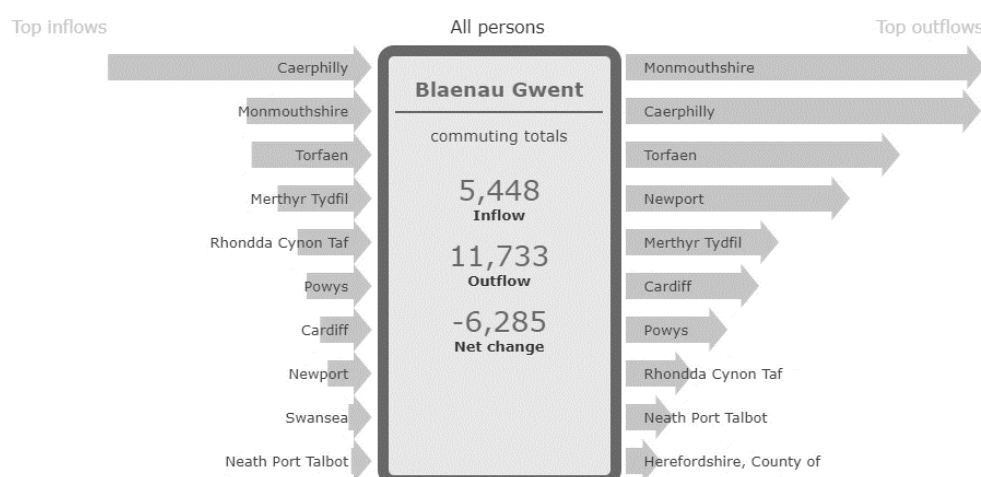 Top inflows
All persons
Top outflows
Caerphilly
Monmouthshire
Torfaen
Merthyr Tydfil
Rhondda Cynon Taf
Powys
Cardiff
Newport
Swansea
Neath Port Talbot
Blaenau Gwent
commuting totals
5,448
Inflow
11,733
Outflow
-6,285
Net change
Monmouthshire
Caerphilly
Torfaen
Newport
Merthyr Tydfil
Cardiff
Powys
Rhondda Cynon Taf
Neath Port Talbot
Herefordshire, County of